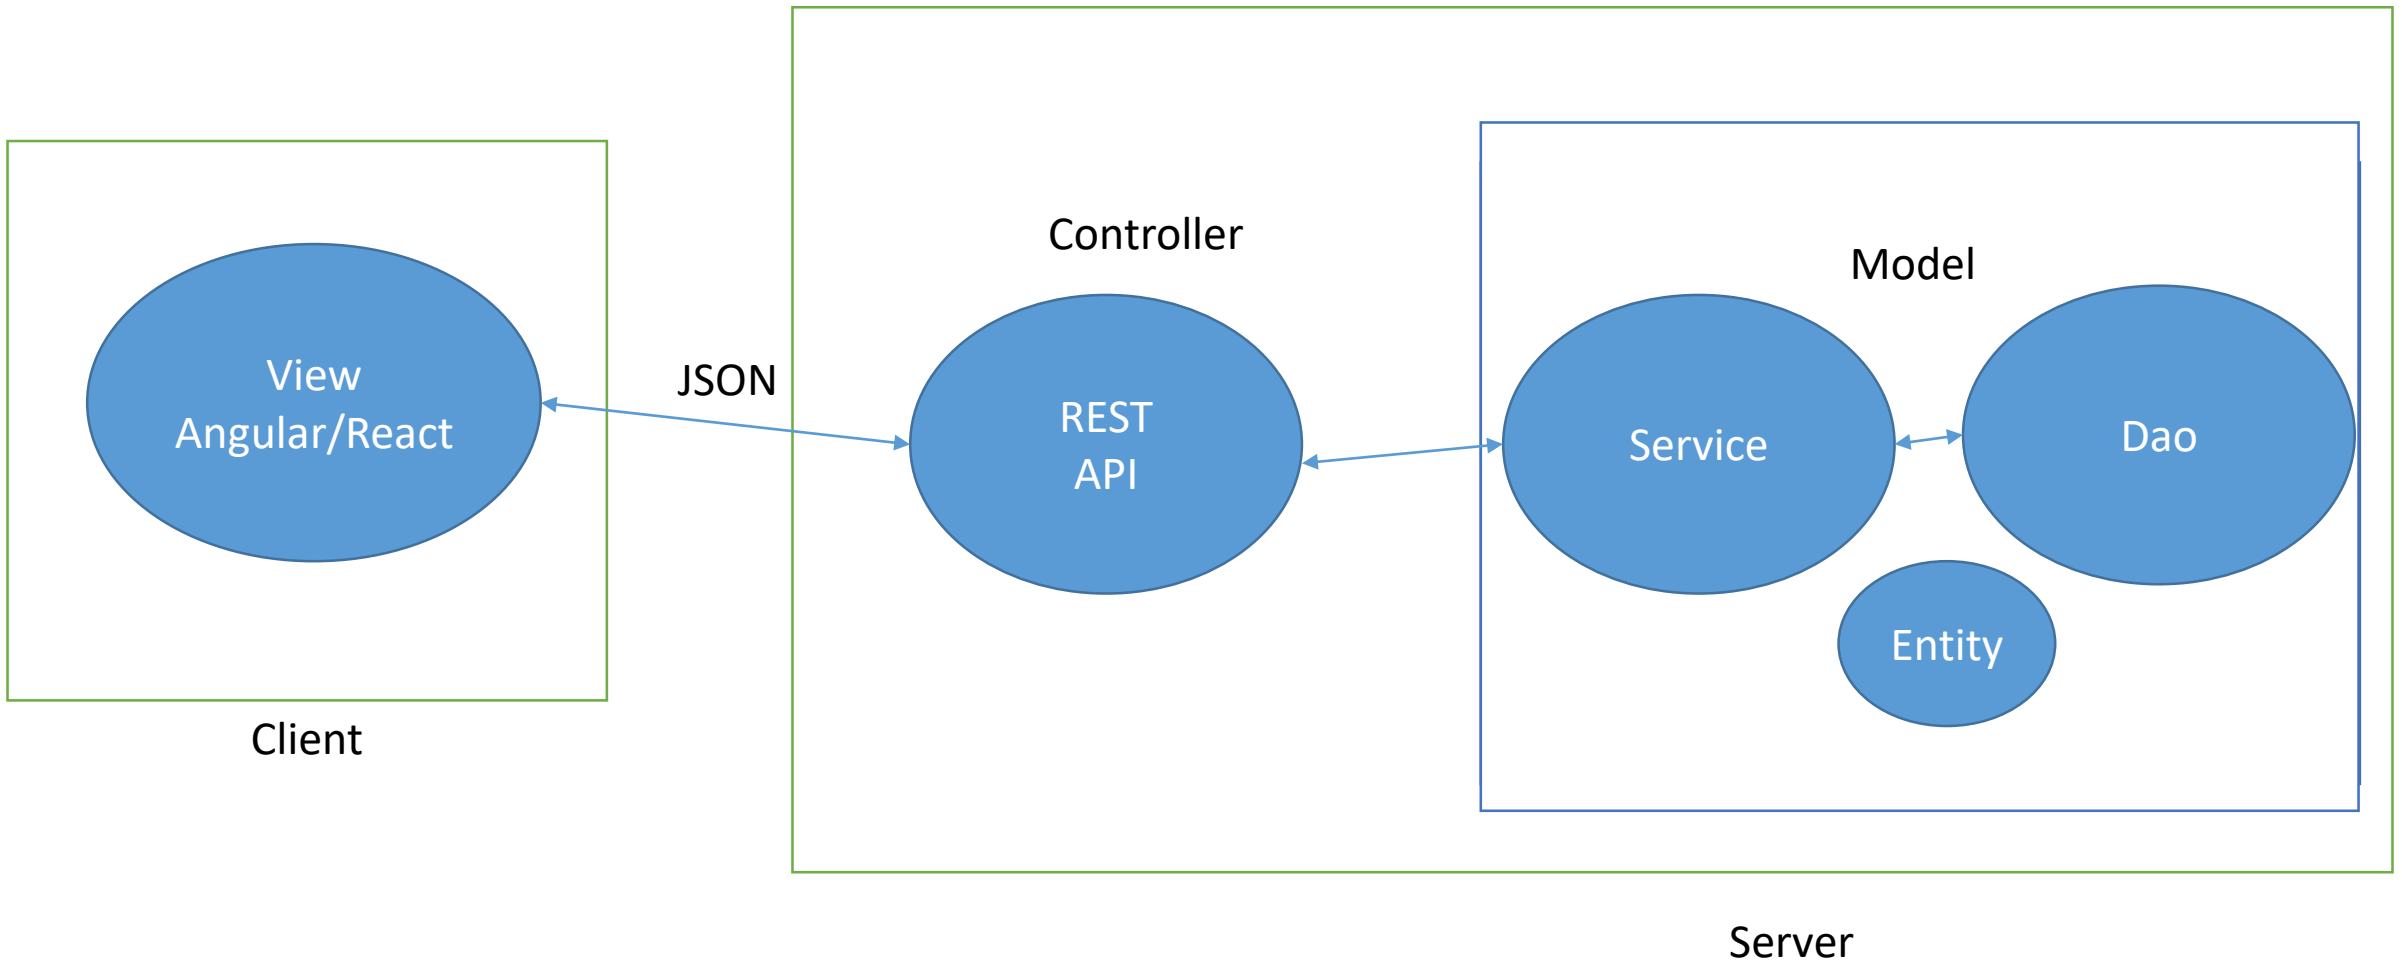 Controller
Model
View
Angular/React
JSON
REST
API
Service
Dao
Entity
Client
Server